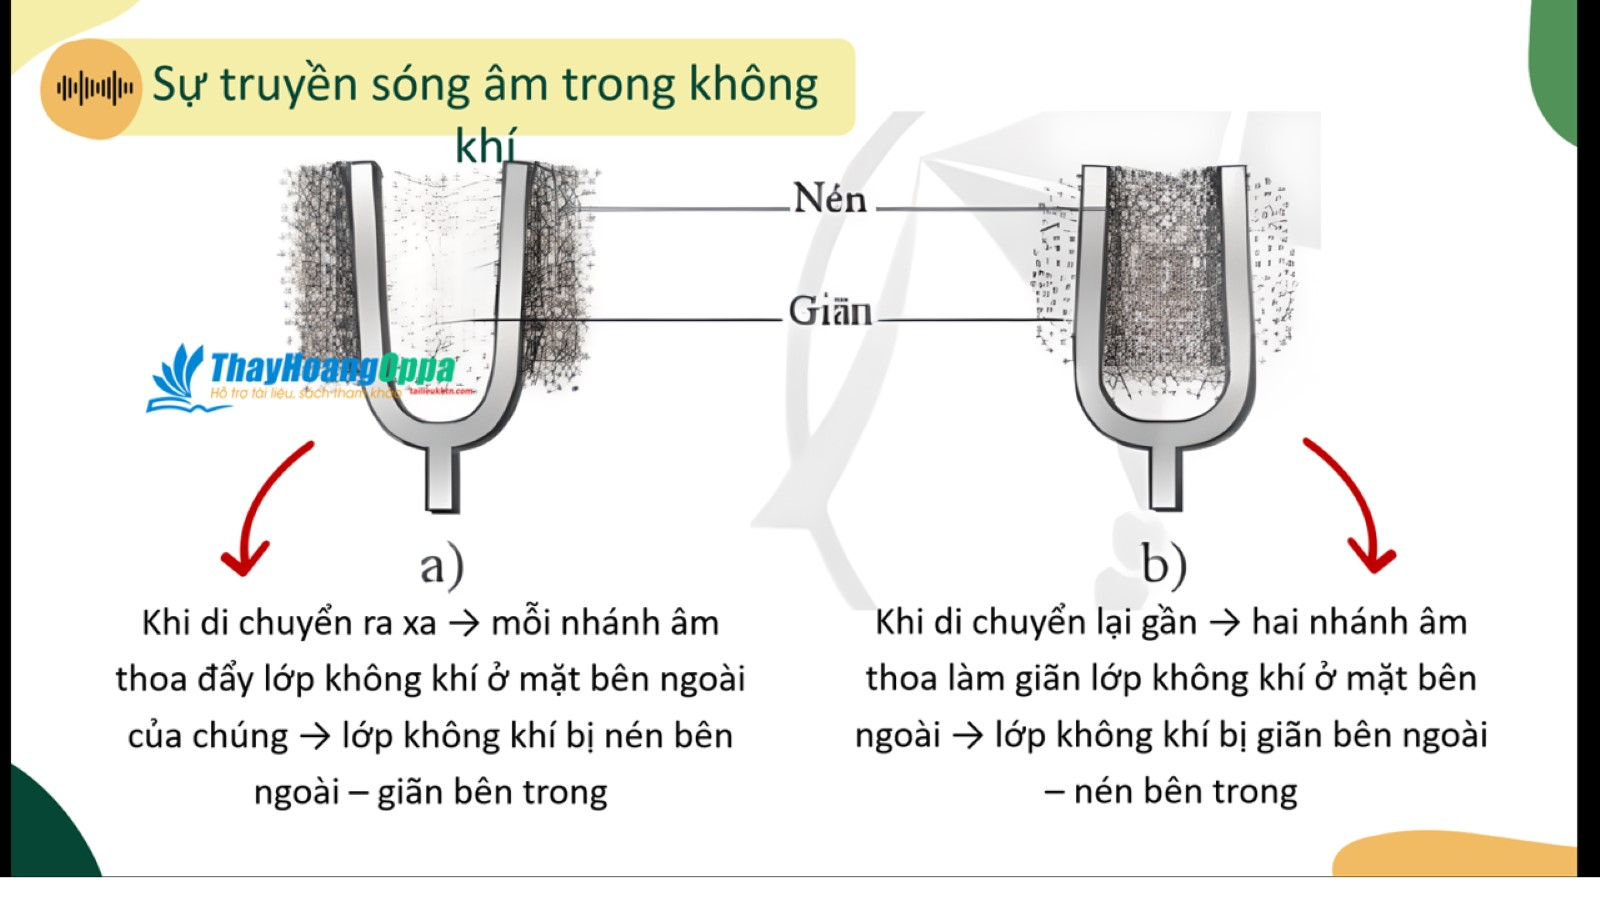 Sự truyền sóng âm trong không
khí
Nén
Giãn
ThayHoangOppa
Hỗ trợ tài liệu, sách tham khảo tailieukhtn.com
a)
b)
Khi di chuyển ra xa → mỗi nhánh âm
thoa đẩy lớp không khí ở mặt bên ngoài
của chúng → lớp không khí bị nén bên
ngoài – giãn bên trong
Khi di chuyển lại gần → hai nhánh âm
thoa làm giãn lớp không khí ở mặt bên
ngoài → lớp không khí bị giãn bên ngoài
– nén bên trong